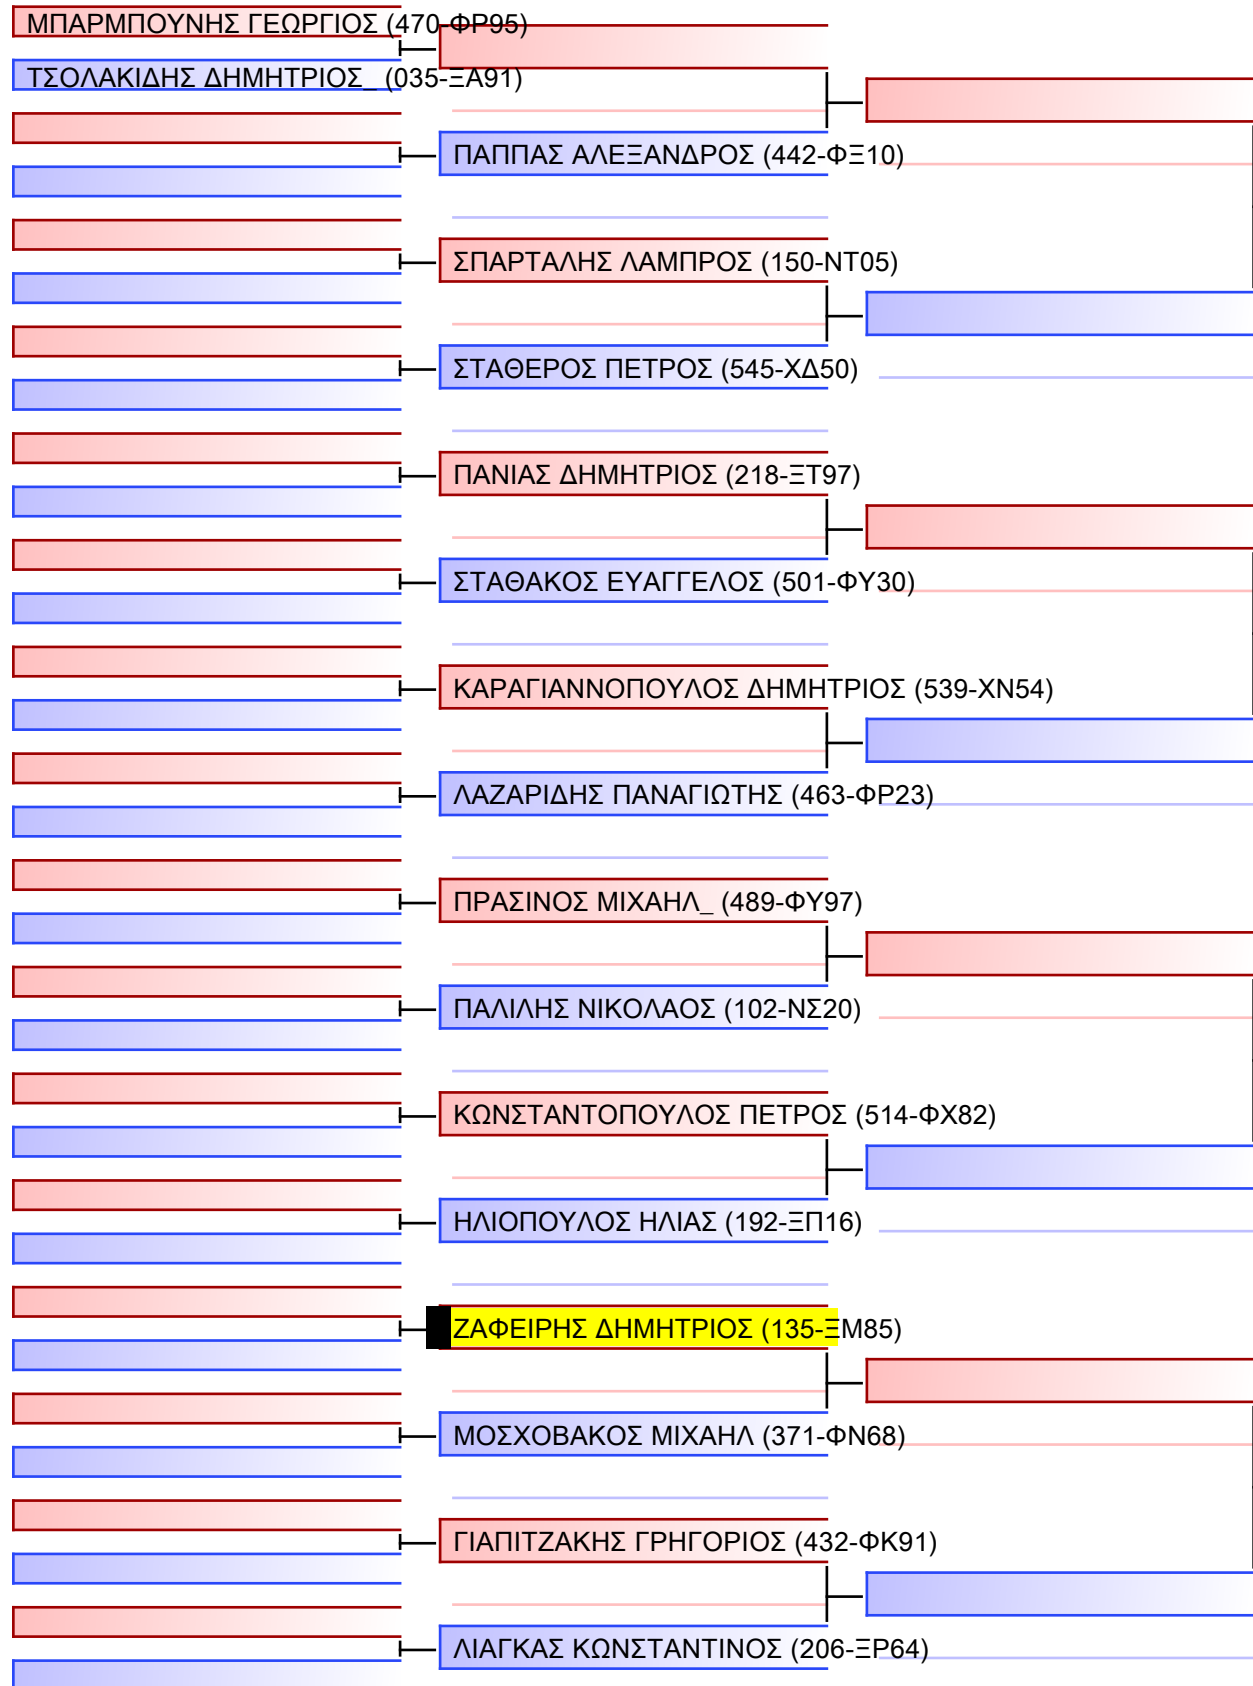 ΜΠΑΡΜΠΟΥΝΗΣ ΓΕΩΡΓΙΟΣ (470-ΦΡ95)
ΤΣΟΛΑΚΙΔΗΣ ΔΗΜΗΤΡΙΟΣ_ (035-ΞΑ91)
ΠΑΠΠΑΣ ΑΛΕΞΑΝΔΡΟΣ (442-ΦΞ10)
ΣΠΑΡΤΑΛΗΣ ΛΑΜΠΡΟΣ (150-ΝΤ05)
ΣΤΑΘΕΡΟΣ ΠΕΤΡΟΣ (545-ΧΔ50)
ΠΑΝΙΑΣ ΔΗΜΗΤΡΙΟΣ (218-ΞΤ97)
ΣΤΑΘΑΚΟΣ ΕΥΑΓΓΕΛΟΣ (501-ΦΥ30)
ΚΑΡΑΓΙΑΝΝΟΠΟΥΛΟΣ ΔΗΜΗΤΡΙΟΣ (539-ΧΝ54)
ΛΑΖΑΡΙΔΗΣ ΠΑΝΑΓΙΩΤΗΣ (463-ΦΡ23)
ΠΡΑΣΙΝΟΣ ΜΙΧΑΗΛ_ (489-ΦΥ97)
ΠΑΛΙΛΗΣ ΝΙΚΟΛΑΟΣ (102-ΝΣ20)
ΚΩΝΣΤΑΝΤΟΠΟΥΛΟΣ ΠΕΤΡΟΣ (514-ΦΧ82)
ΗΛΙΟΠΟΥΛΟΣ ΗΛΙΑΣ (192-ΞΠ16)
ΖΑΦΕΙΡΗΣ ΔΗΜΗΤΡΙΟΣ (135-ΞΜ85)
ΜΟΣΧΟΒΑΚΟΣ ΜΙΧΑΗΛ (371-ΦΝ68)
ΓΙΑΠΙΤΖΑΚΗΣ ΓΡΗΓΟΡΙΟΣ (432-ΦΚ91)
ΛΙΑΓΚΑΣ ΚΩΝΣΤΑΝΤΙΝΟΣ (206-ΞΡ64)